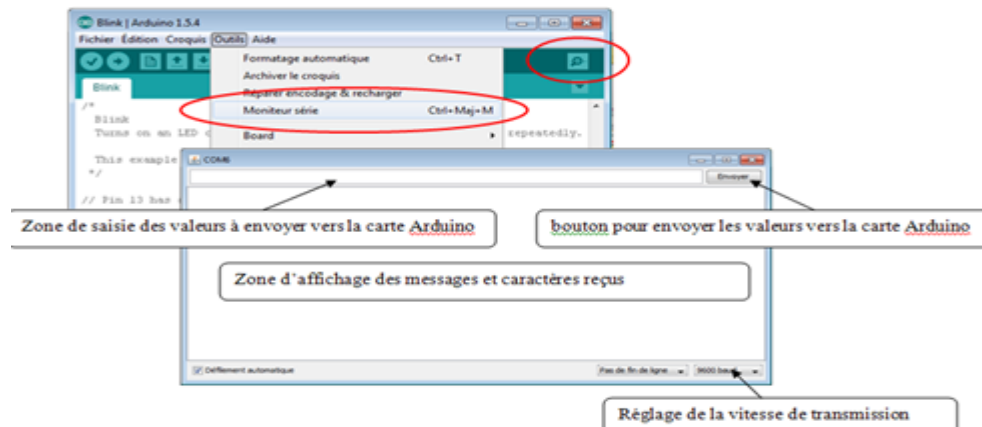 Blink | Arduino 1.5.4
Fichier Édition Croquis Outils Aide
Formatage automatique Ctrl+T
Archiver le croquis
Réparer encodage & recharger
Moniteur série Ctrl+Maj+M
Board
Blink
/*
Blink
Turns on an LED repeatedly.
This example
*/
// Pin 13 has
COM6
Envoyer
Zone de saisie des valeurs à envoyer vers la carte Arduino
bouton pour envoyer les valeurs vers la carte Arduino
Zone d'affichage des messages et caractères reçus
Défilement automatique
Pas de fin de ligne
9600 baud
Réglage de la vitesse de transmission